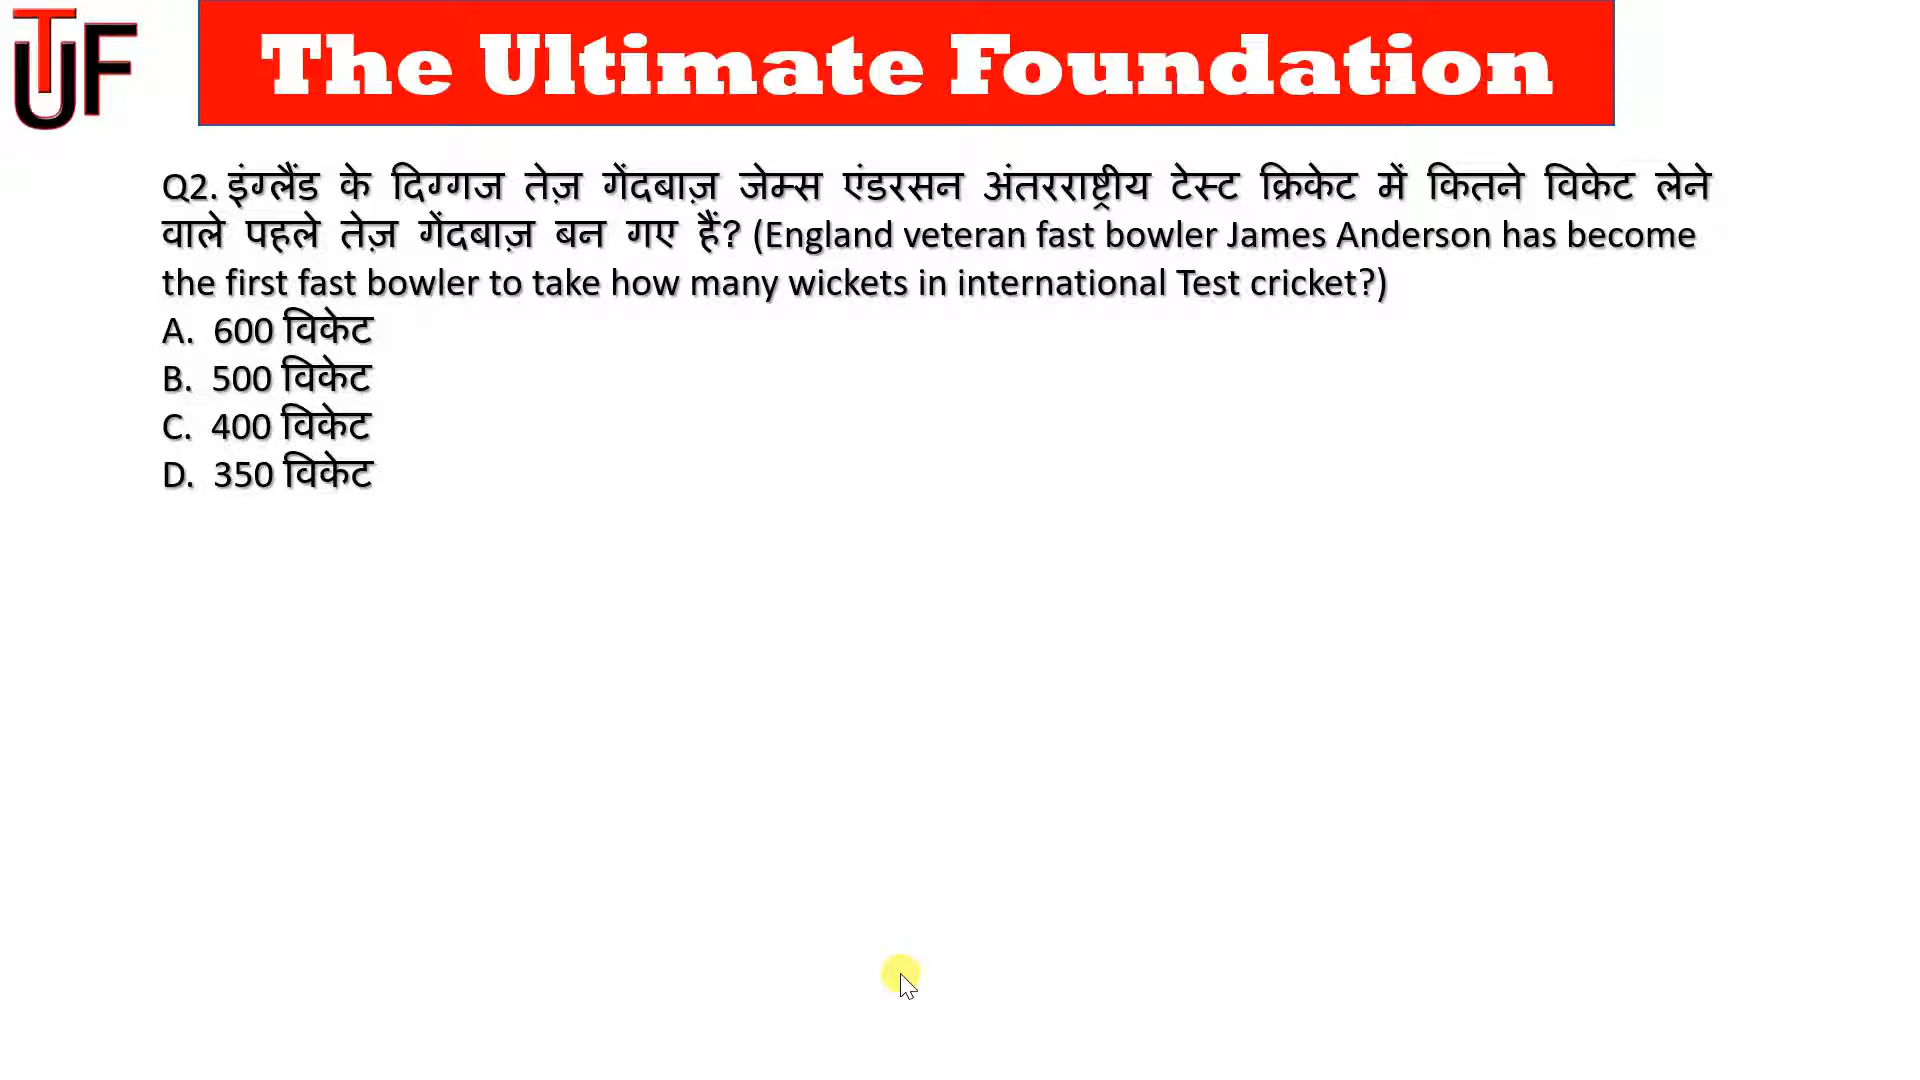 TUF
The Ultimate Foundation
Q2. इंग्लैंड के दिग्गज तेज़ गेंदबाज़ जेम्स एंडरसन अंतरराष्ट्रीय टेस्ट क्रिकेट में कितने विकेट लेने
वाले पहले तेज़ गेंदबाज़ बन गए हैं? (England veteran fast bowler James Anderson has become
the first fast bowler to take how many wickets in international Test cricket?)
A. 600 विकेट
B. 500 विकेट
C. 400 विकेट
D. 350 विकेट